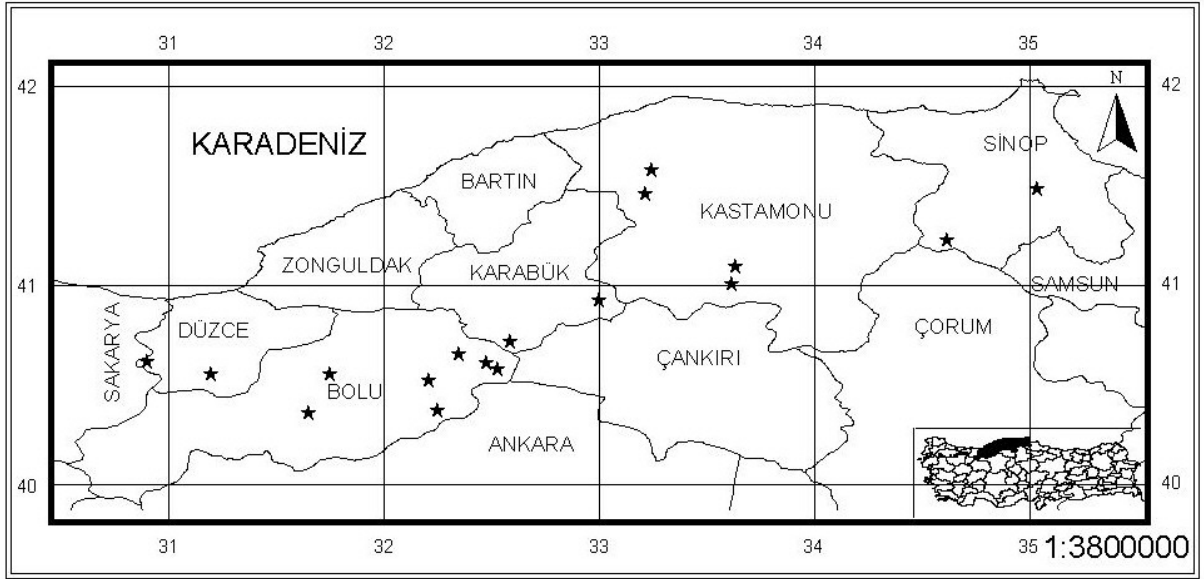 31 32 33 34 35
42 42
N
KARADENİZ
SİNOP
BARTIN
KASTAMONU
ZONGULDAK
KARABÜK
41 41
SAMSUN
SAKARYA
DÜZCE
ÇORUM
ÇANKIRI
BOLU
ANKARA
40 40
31 32 33 34 35
1:3800000